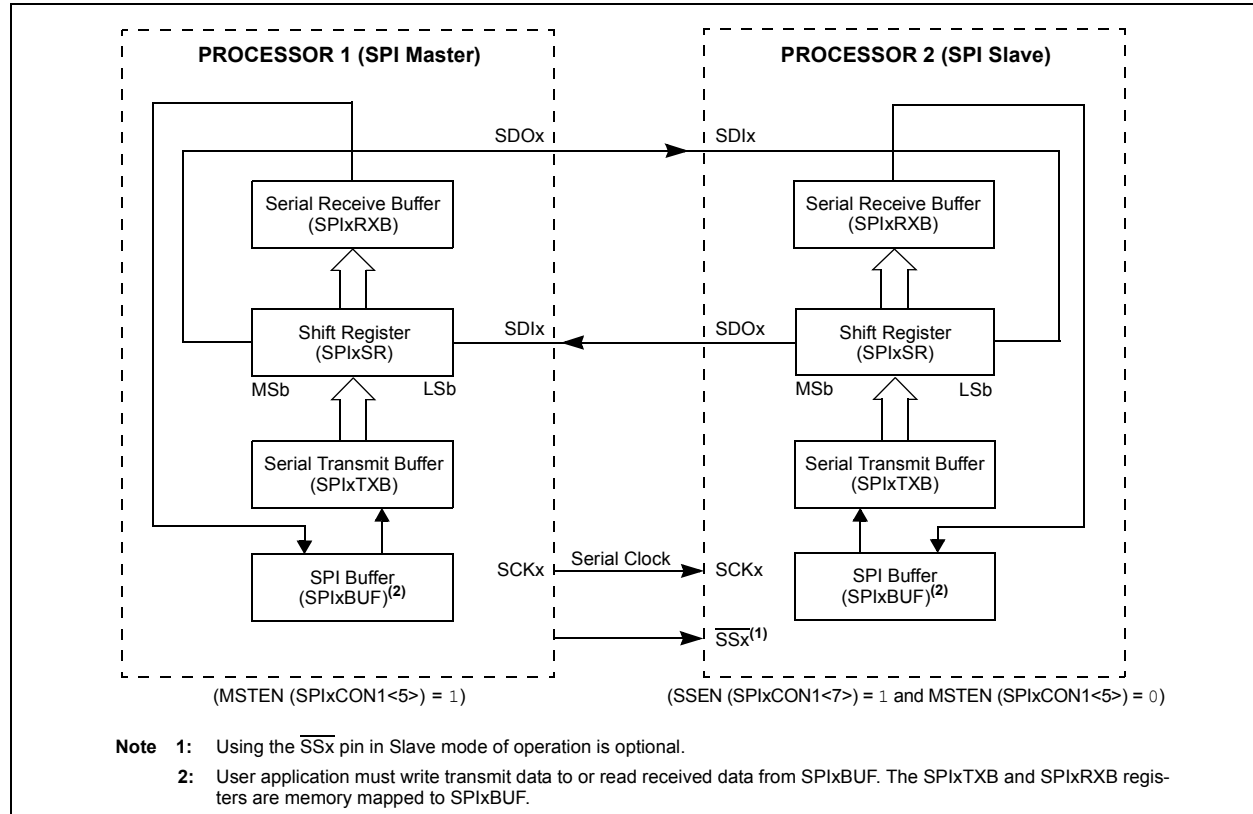 PROCESSOR 1 (SPI Master)
PROCESSOR 2 (SPI Slave)
SDOx
SDIx
Serial Receive Buffer
(SPIxRXB)
Serial Receive Buffer
(SPIxRXB)
Shift Register
(SPIxSR)
SDIx
SDOx
Shift Register
(SPIxSR)
MSb
LSb
MSb
LSb
Serial Transmit Buffer
(SPIxTXB)
Serial Transmit Buffer
(SPIxTXB)
SPI Buffer
(SPIxBUF)(2)
SCKx
Serial Clock
SCKx
SPI Buffer
(SPIxBUF)(2)
SSx(1)
(MSTEN (SPIxCON1<5>) = 1)
(SSEN (SPIxCON1<7>) = 1 and MSTEN (SPIxCON1<5>) = 0)
Note 1: Using the SSx pin in Slave mode of operation is optional.
2: User application must write transmit data to or read received data from SPIxBUF. The SPIxTXB and SPIxRXB regis-
ters are memory mapped to SPIxBUF.